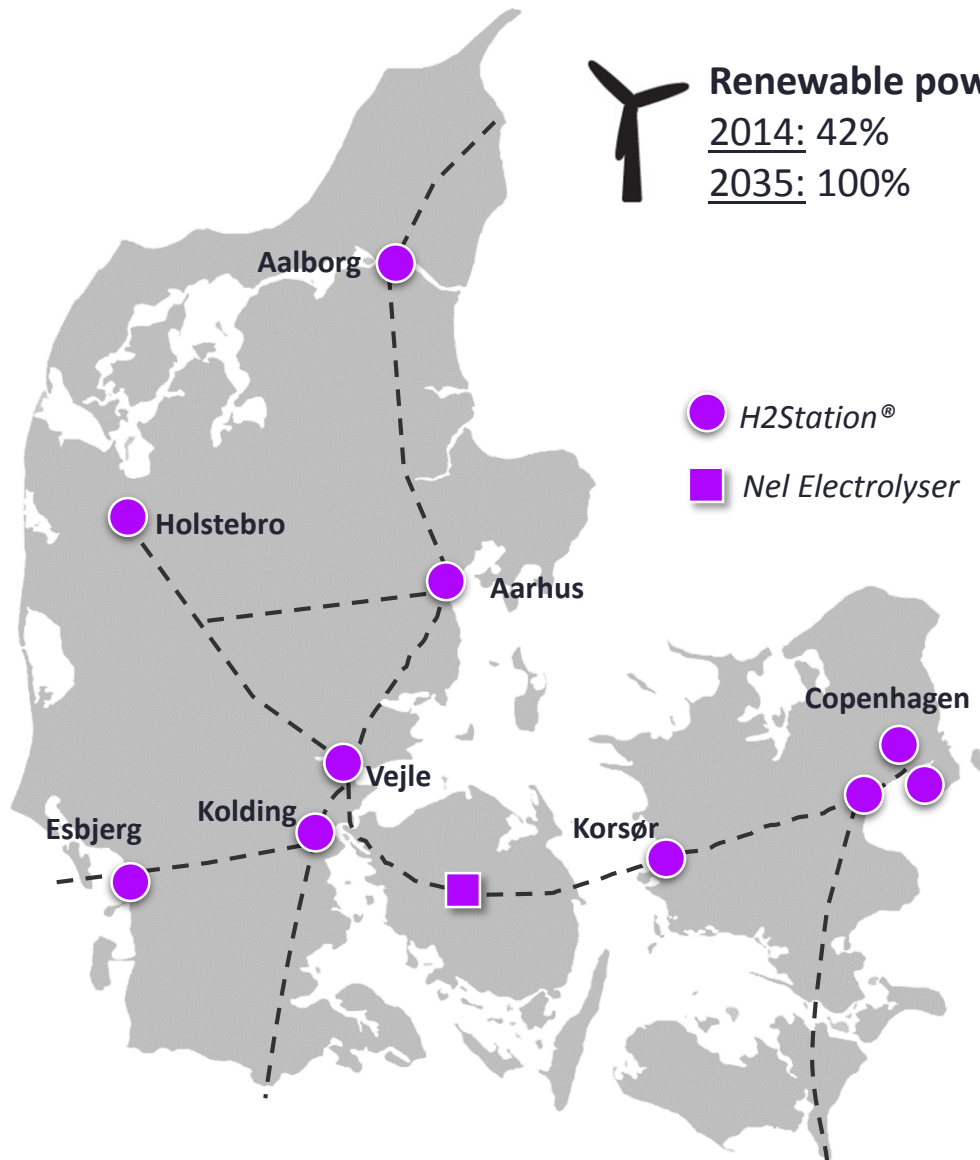 Renewable pow
2014: 42%
2035: 100%
Aalborg
H2Station®
Nel Electrolyser
Holstebro
Aarhus
Copenhagen
Vejle
Kolding
Esbjerg
Korsør